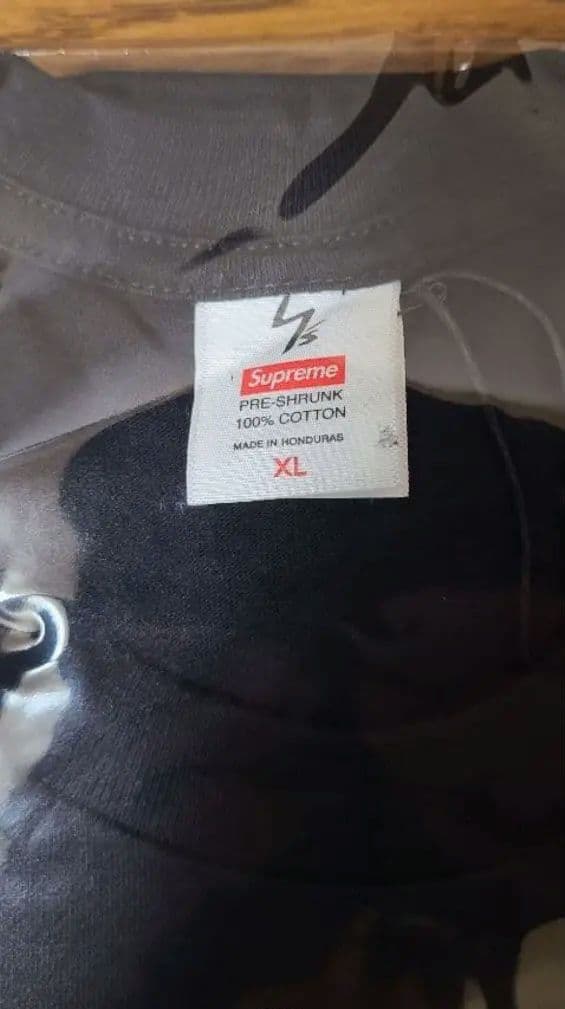 Y's
Supreme
PRE-SHRUNK
100% COTTON
MADE IN HONDURAS
XL